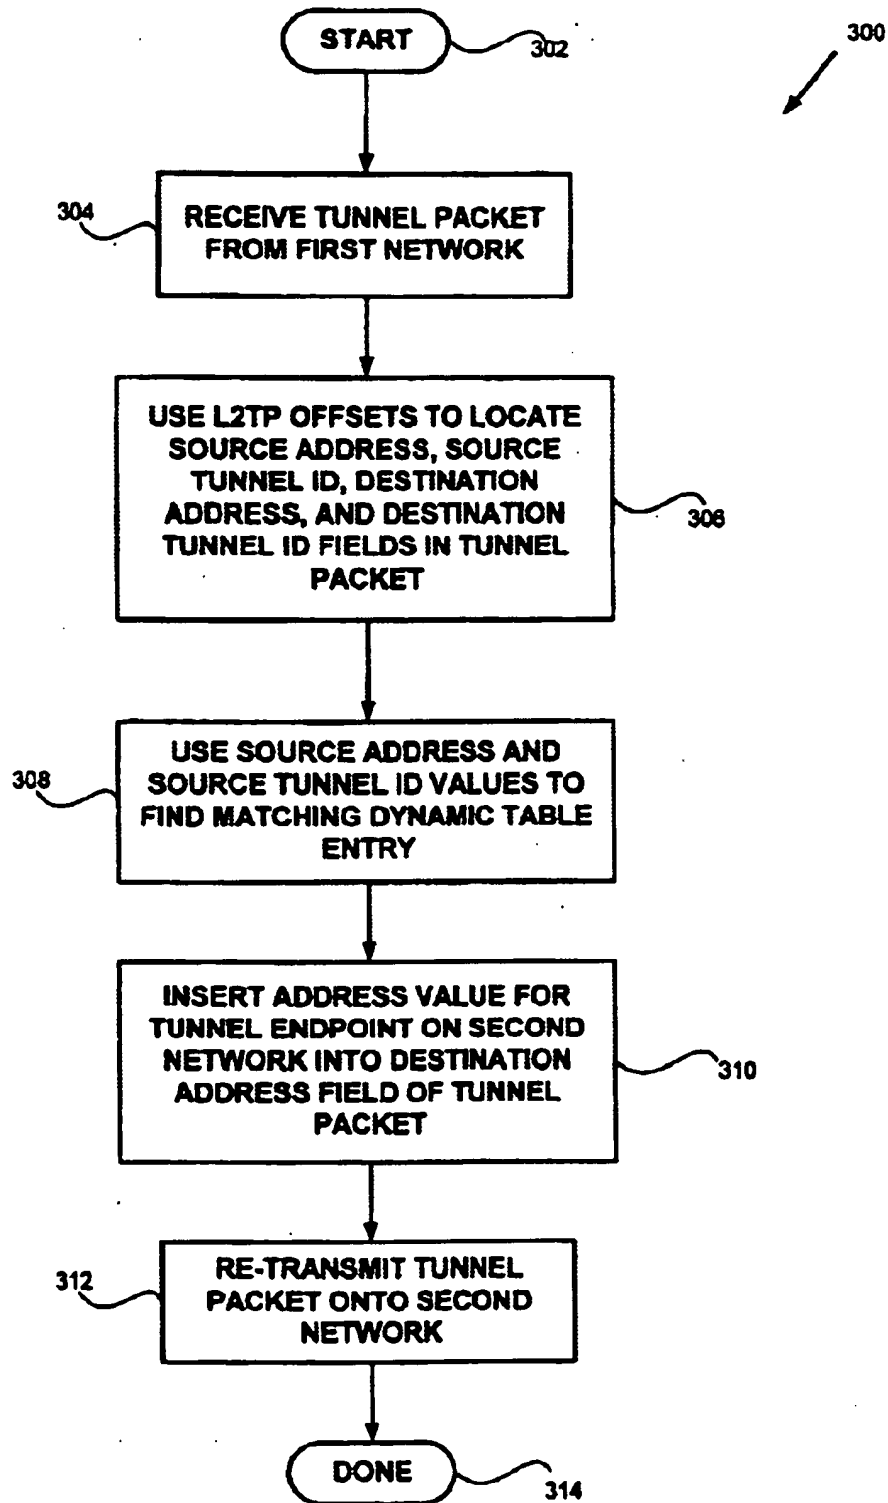 START
302
300
304
RECEIVE TUNNEL PACKET
FROM FIRST NETWORK
USE L2TP OFFSETS TO LOCATE
SOURCE ADDRESS, SOURCE
TUNNEL ID, DESTINATION
ADDRESS, AND DESTINATION
TUNNEL ID FIELDS IN TUNNEL
PACKET
306
308
USE SOURCE ADDRESS AND
SOURCE TUNNEL ID VALUES TO
FIND MATCHING DYNAMIC TABLE
ENTRY
INSERT ADDRESS VALUE FOR
TUNNEL ENDPOINT ON SECOND
NETWORK INTO DESTINATION
ADDRESS FIELD OF TUNNEL
PACKET
310
312
RE-TRANSMIT TUNNEL
PACKET ONTO SECOND
NETWORK
DONE
314